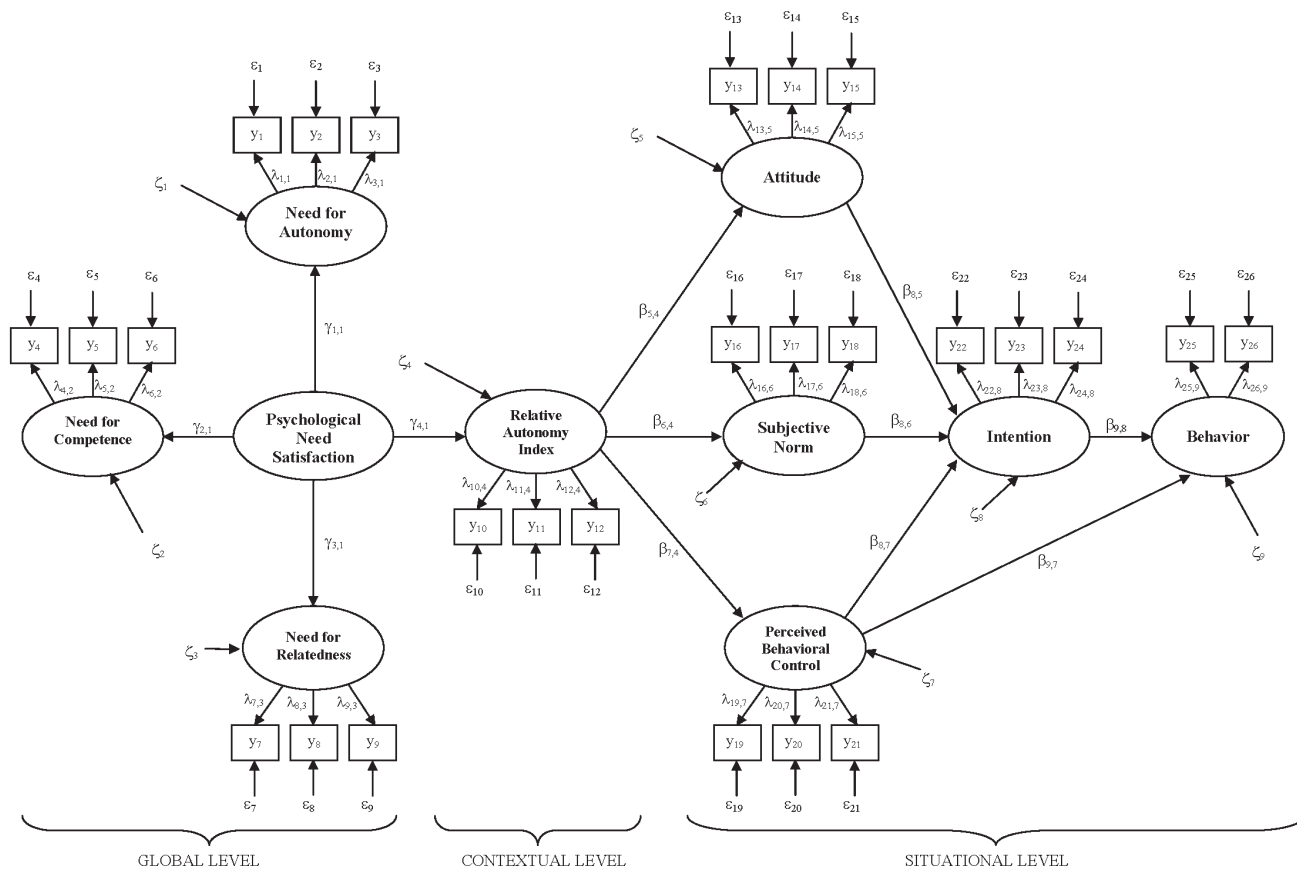 ε₁₃ ε₁₄ ε₁₅
y₁₃ y₁₄ y₁₅
λ₁₃,₅ λ₁₄,₅ λ₁₅,₅
ζ₅
Attitude
ε₁ ε₂ ε₃
y₁ y₂ y₃
λ₁,₁ λ₂,₁ λ₃,₁
ζ₁
Need for
Autonomy
γ₁,₁
ε₄ ε₅ ε₆
y₄ y₅ y₆
λ₄,₂ λ₅,₂ λ₆,₂
Need for
Competence
ζ₂
γ₂,₁
Psychological
Need
Satisfaction
γ₄,₁
γ₃,₁
ζ₃
Need for
Relatedness
λ₇,₃ λ₈,₃ λ₉,₃
y₇ y₈ y₉
ε₇ ε₈ ε₉
ζ₄
Relative
Autonomy
Index
λ₁₀,₄ λ₁₁,₄ λ₁₂,₄
y₁₀ y₁₁ y₁₂
ε₁₀ ε₁₁ ε₁₂
β₅,₄
β₆,₄
β₇,₄
ε₁₆ ε₁₇ ε₁₈
y₁₆ y₁₇ y₁₈
λ₁₆,₆ λ₁₇,₆ λ₁₈,₆
Subjective
Norm
ζ₆
β₈,₅
β₈,₆
β₈,₇
ε₂₂ ε₂₃ ε₂₄
y₂₂ y₂₃ y₂₄
λ₂₂,₈ λ₂₃,₈ λ₂₄,₈
Intention
ζ₈
β₉,₈
β₉,₇
ε₂₅ ε₂₆
y₂₅ y₂₆
λ₂₅,₉ λ₂₆,₉
Behavior
ζ₉
Perceived
Behavioral
Control
ζ₇
λ₁₉,₇ λ₂₀,₇ λ₂₁,₇
y₁₉ y₂₀ y₂₁
ε₁₉ ε₂₀ ε₂₁
GLOBAL LEVEL CONTEXTUAL LEVEL SITUATIONAL LEVEL